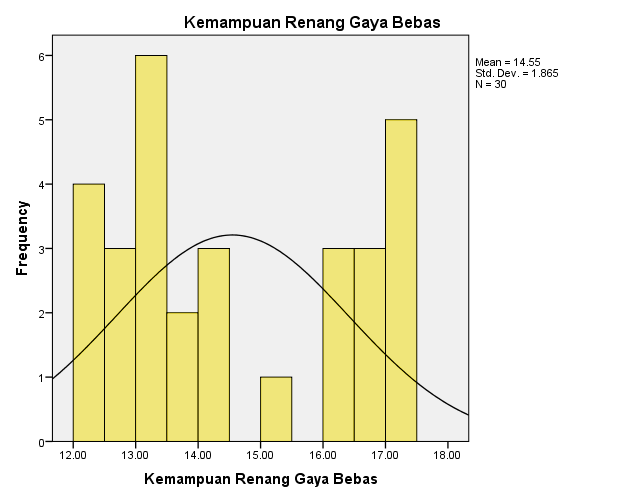 Kemampuan Renang Gaya Bebas
Mean = 14.55
Std. Dev. = 1.865
N = 30
Frequency
6
5
4
3
2
1
0
12.00 13.00 14.00 15.00 16.00 17.00 18.00
Kemampuan Renang Gaya Bebas